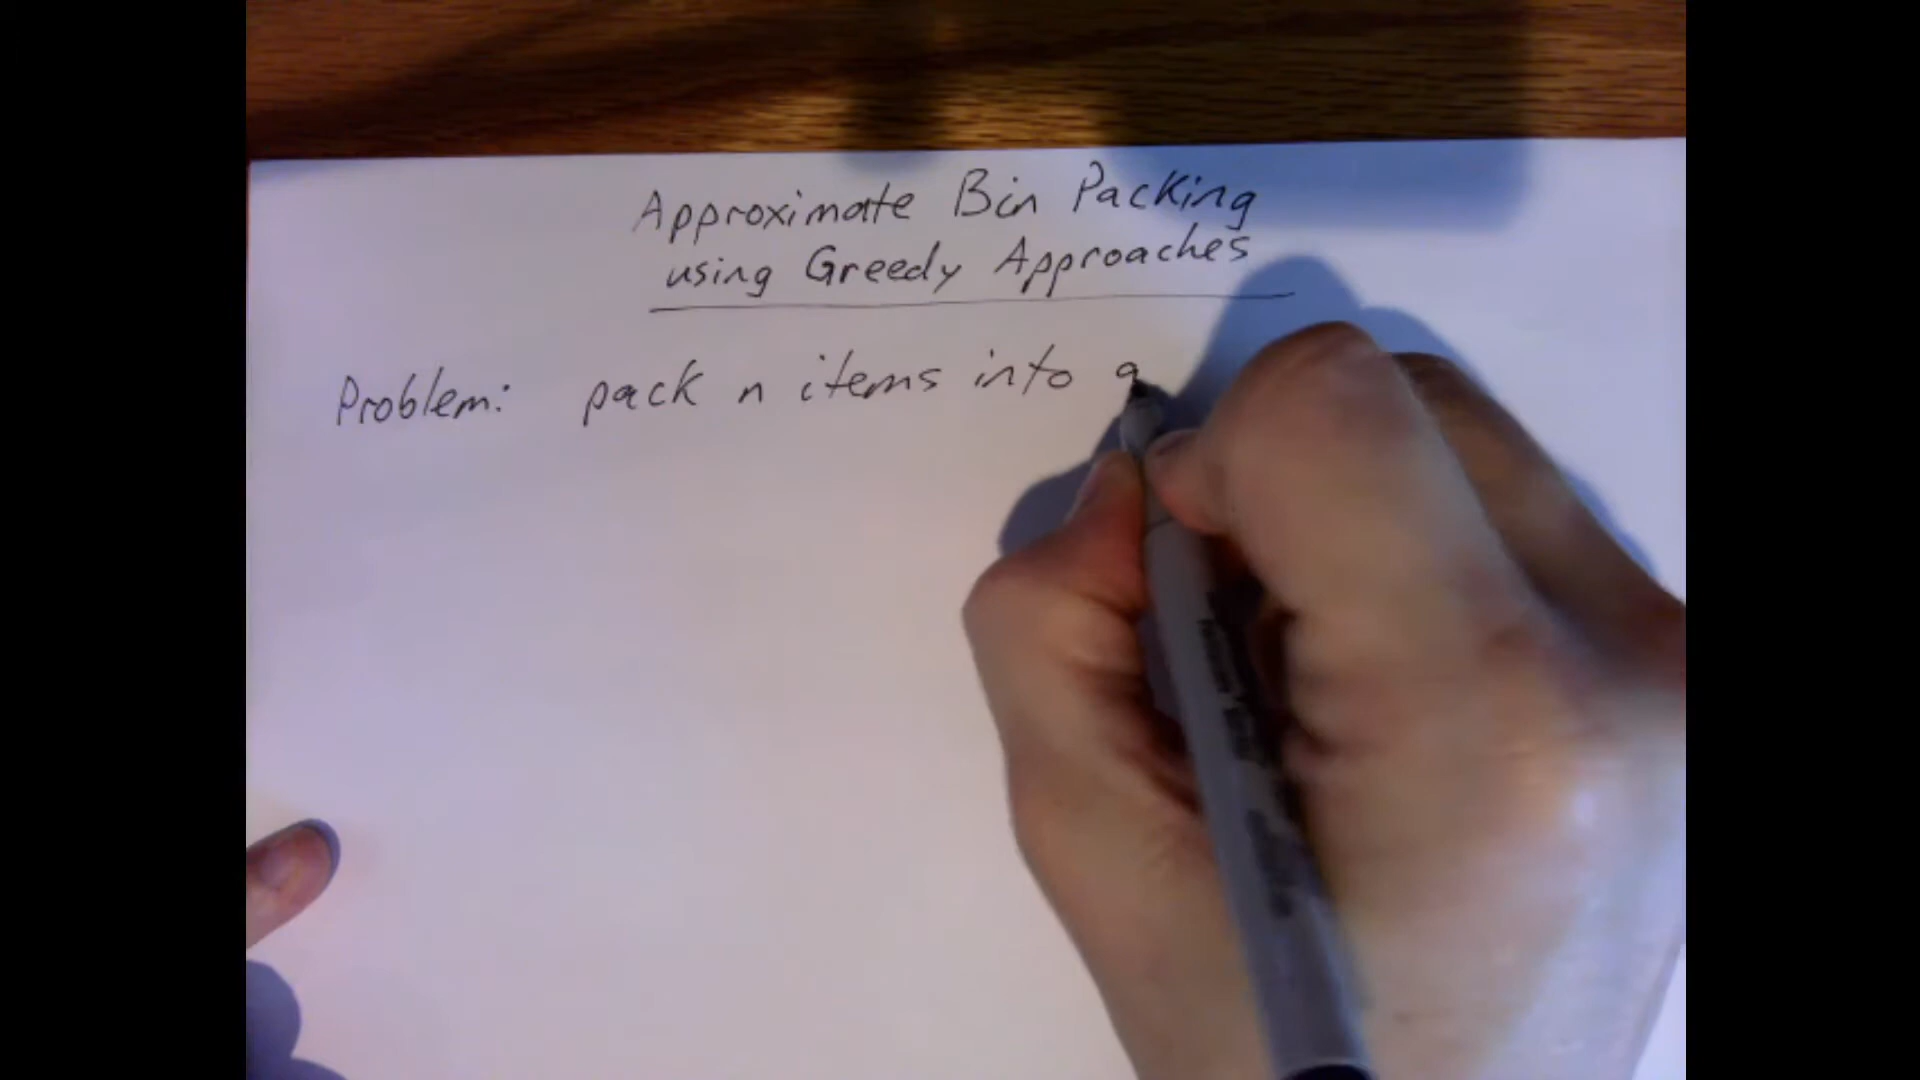 Approximate Bin Packing
using Greedy Approaches
Problem: pack n items into a